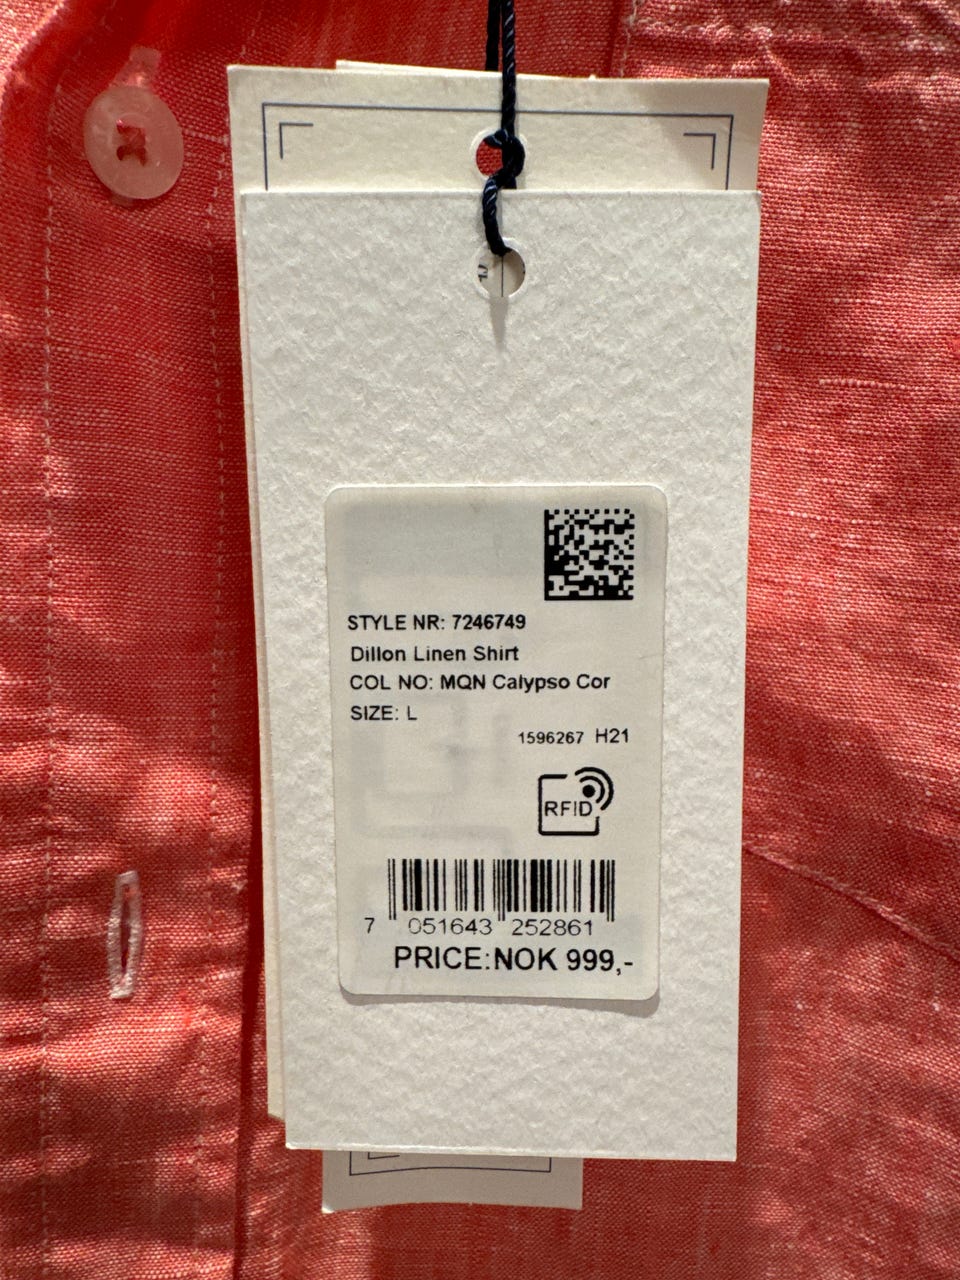 STYLE NR: 7246749
Dillon Linen Shirt
COL NO: MQN Calypso Cor
SIZE: L
1596267 H21
RFID
7 051643 252861
PRICE:NOK 999,-